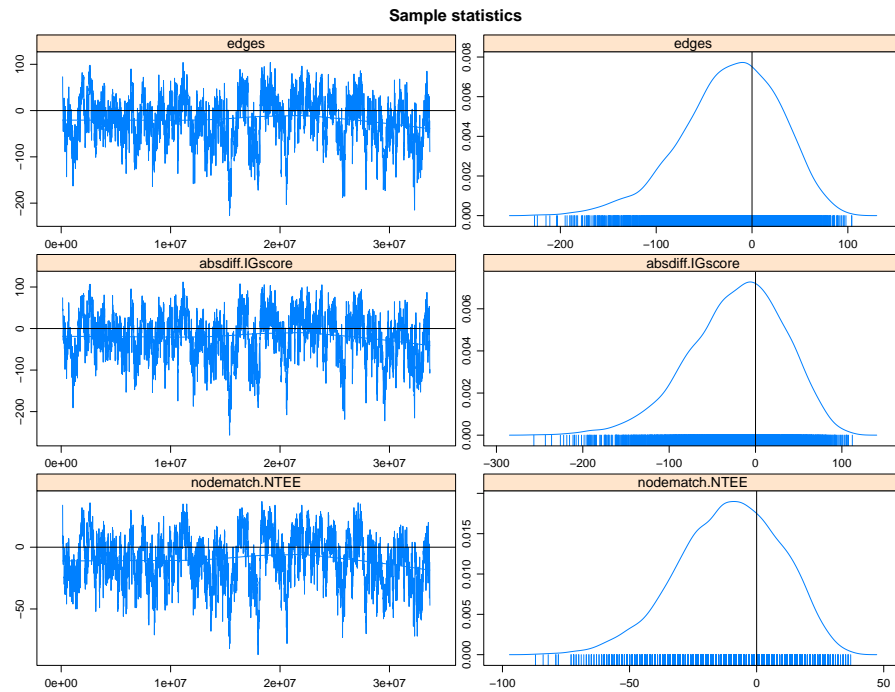 Sample statistics
edges
edges
100
0
−100
−200
0e+00 1e+07 2e+07 3e+07
0.008
0.006
0.004
0.002
0.000
−200 −100 0 100
absdiff.IGscore
absdiff.IGscore
100
0
−100
−200
0e+00 1e+07 2e+07 3e+07
0.006
0.004
0.002
0.000
−300 −200 −100 0 100
nodematch.NTEE
nodematch.NTEE
0
−50
0e+00 1e+07 2e+07 3e+07
0.015
0.010
0.005
0.000
−100 −50 0 50